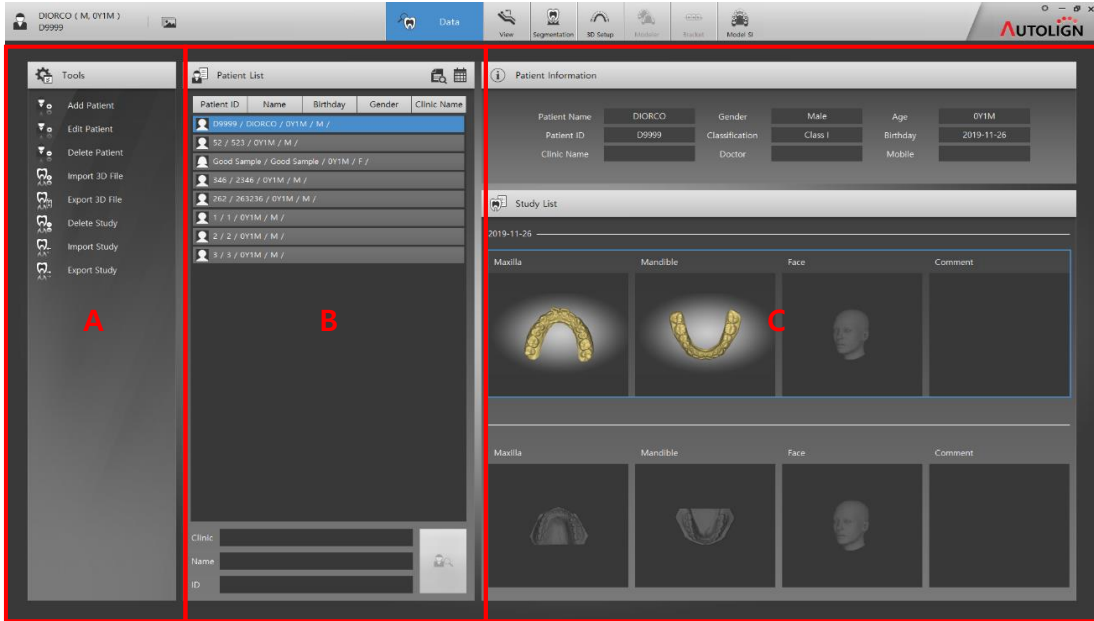 DIORCO ( M, 0Y1M )
D9999
Data
View
Segmentation
3D Setup
Modeler
Bracket
Model SI
AUTOLIGN
Tools
Add Patient
Edit Patient
Delete Patient
Import 3D File
Export 3D File
Delete Study
Import Study
Export Study
A
Patient List
Patient ID Name Birthday Gender Clinic Name
D9999 / DIORCO / 0Y1M / M /
52 / 523 / 0Y1M / M /
Good Sample / Good Sample / 0Y1M / F /
346 / 2346 / 0Y1M / M /
262 / 263236 / 0Y1M / M /
1 / 1 / 0Y1M / M /
2 / 2 / 0Y1M / M /
3 / 3 / 0Y1M / M /
B
Clinic
Name
ID
Patient Information
Patient Name DIORCO Gender Male Age 0Y1M
Patient ID D9999 Classification Class I Birthday 2019-11-26
Clinic Name Doctor Mobile
Study List
2019-11-26
Maxilla Mandible Face Comment
C
Maxilla Mandible Face Comment